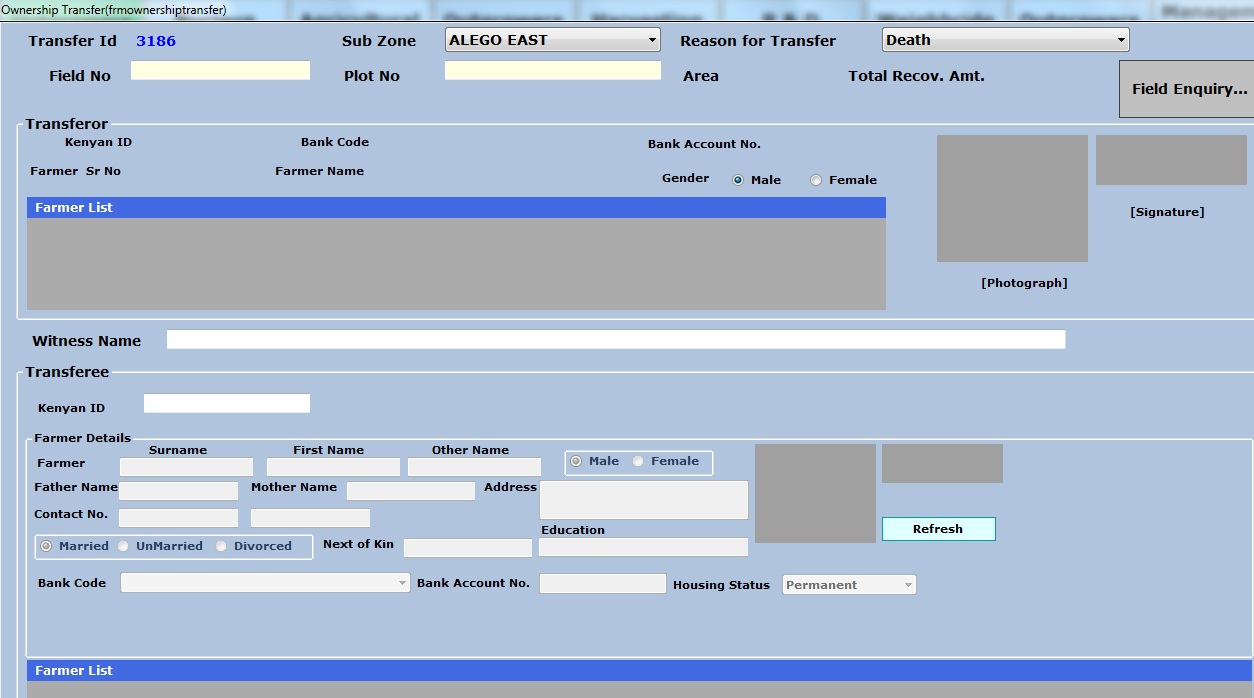 Ownership Transfer(frmownershiptransfer)
Transfer Id 3186 Sub Zone ALEGO EAST Reason for Transfer Death
Field No Plot No Area Total Recov. Amt.
Field Enquiry...
Transferor
Kenyan ID Bank Code Bank Account No.
Farmer Sr No Farmer Name Gender Male Female
Farmer List
[Signature]
[Photograph]
Witness Name
Transferee
Kenyan ID
Farmer Details
Surname First Name Other Name
Farmer Male Female
Father Name Mother Name Address
Contact No.
Education
Refresh
Married UnMarried Divorced Next of Kin
Bank Code Bank Account No. Housing Status Permanent
Farmer List